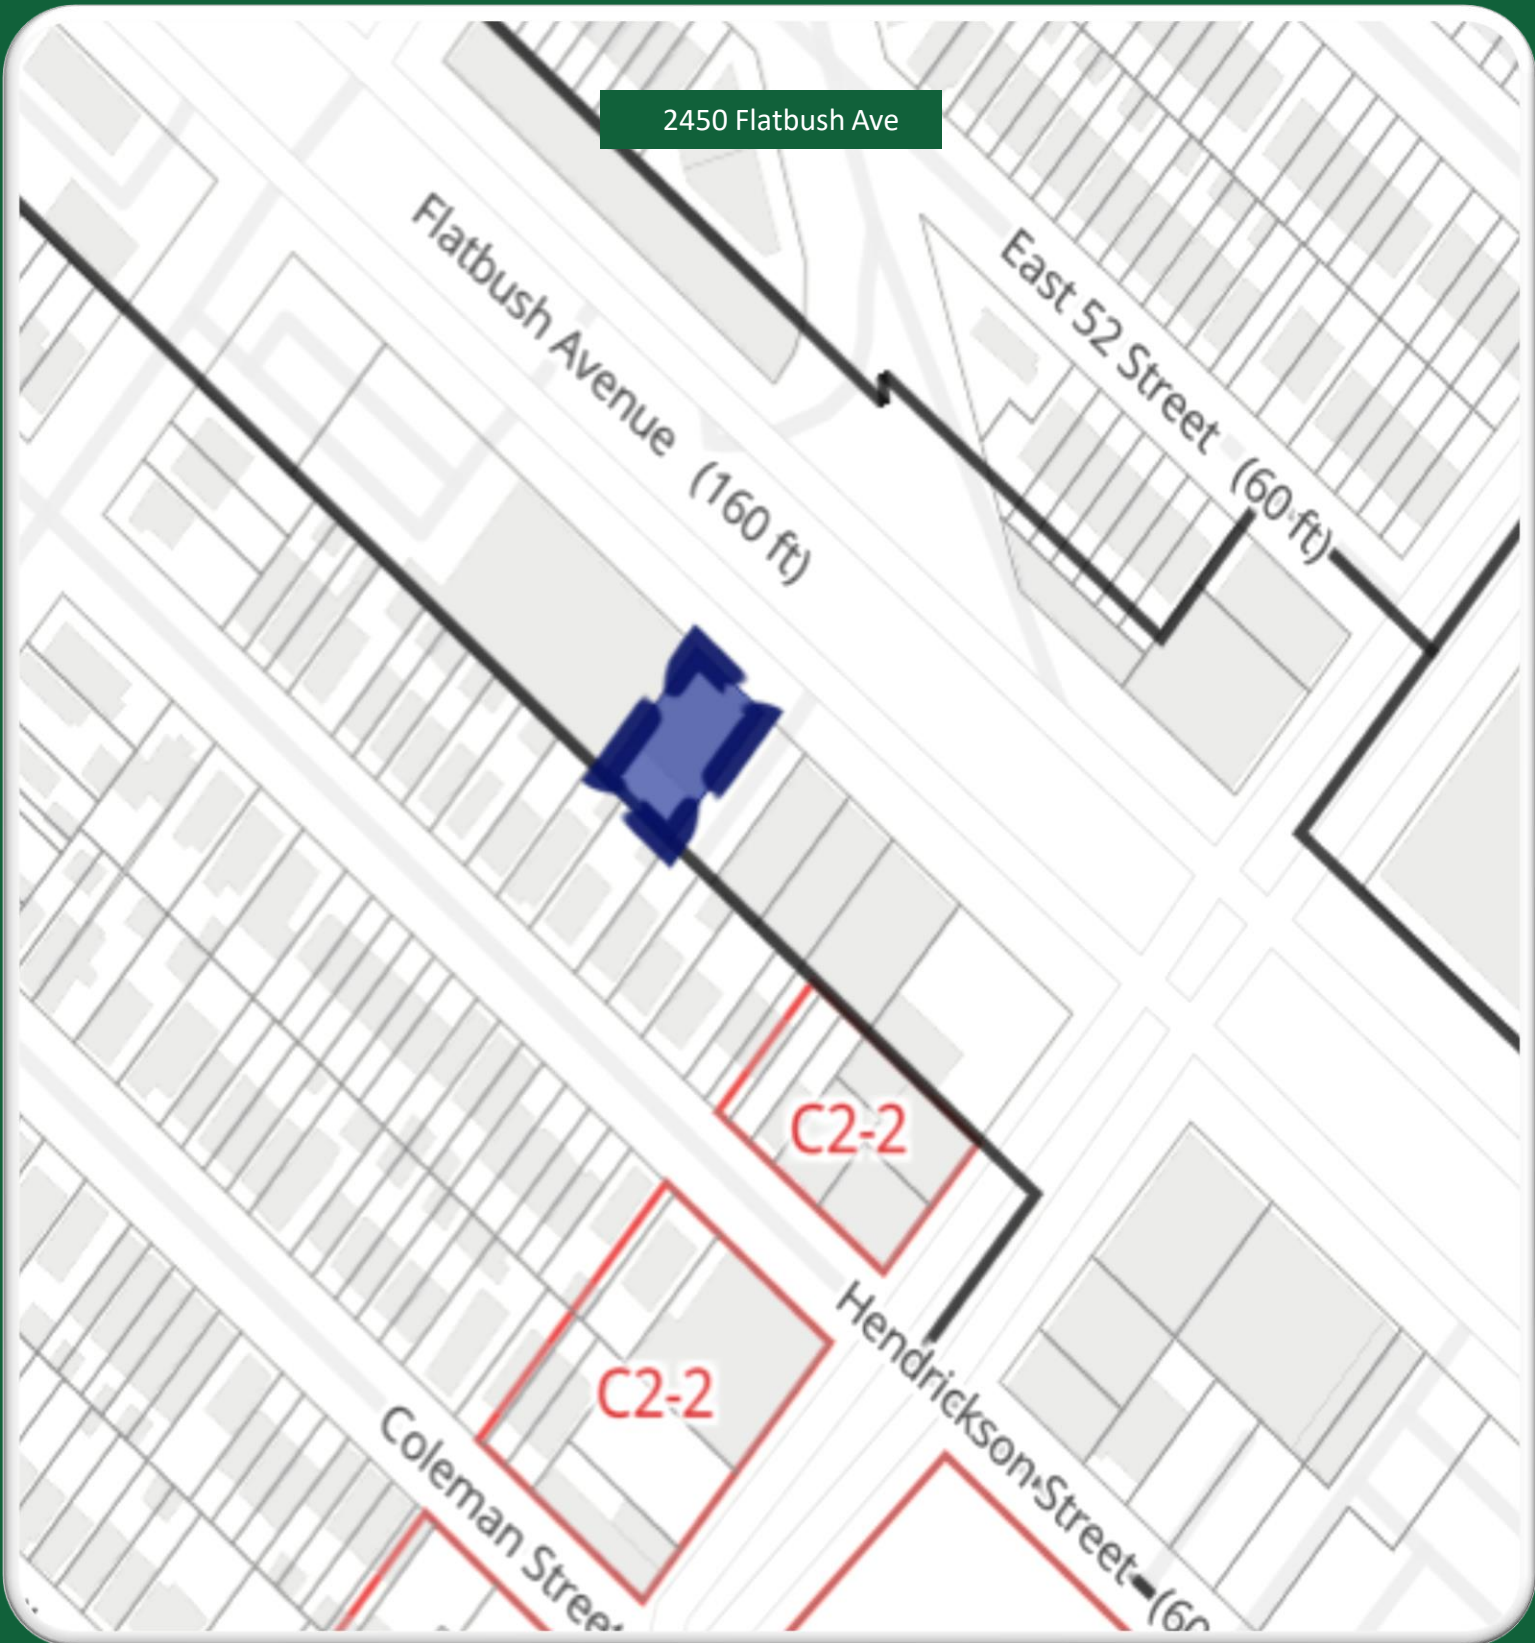 2450 Flatbush Ave
Flatbush Avenue (160 ft)
East 52 Street (60 ft)
C2-2
C2-2
Hendrickson Street (60
Coleman Street